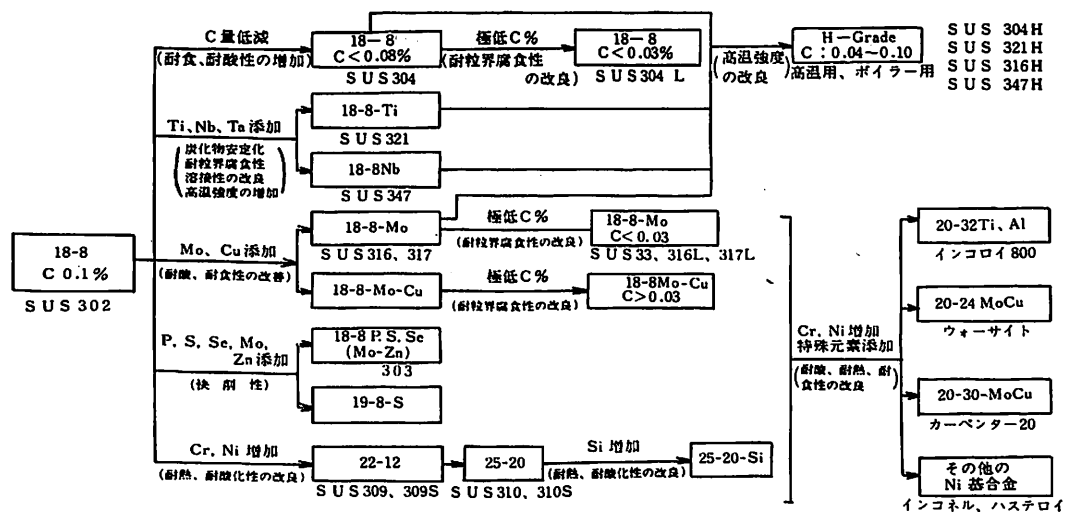 C量低減
(耐食、耐酸性の増加)
18-8
C<0.08%
SUS304
極低C%
(耐粒界腐食性
の改良)
18-8
C<0.03%
SUS304 L
(高温強度)
の改良
H-Grade
C:0.04~0.10
高温用、ボイラー用
SUS 304H
SUS 321H
SUS 316H
SUS 347H
Ti、Nb、Ta添加
(炭化物安定化
耐粒界腐食性
溶接性の改良
高温強度の増加)
18-8-Ti
SUS321
18-8Nb
SUS347
18-8
C 0.1%
SUS302
Mo、Cu添加
(耐酸、耐食性の改善)
18-8-Mo
SUS316、317
極低C%
(耐粒界腐食性の改良)
18-8-Mo
C<0.03
SUS33、316L、317L
18-8-Mo-Cu
極低C%
(耐粒界腐食性の改良)
18-8Mo-Cu
C>0.03
P、S、Se、Mo、
Zn添加
(快削性)
18-8 P.S.Se
(Mo-Zn)
303
19-8-S
Cr、Ni増加
(耐熱、耐酸化性の改良)
22-12
SUS309、309S
25-20
SUS310、310S
Si増加
(耐熱、耐酸化性の改良)
25-20-Si
Cr、Ni増加
特殊元素添加
(耐酸、耐熱、耐
食性の改良)
20-32Ti、Al
インコロイ800
20-24 MoCu
ウォーサイト
20-30-MoCu
カーペンター20
その他の
Ni基合金
インコネル、ハステロイ